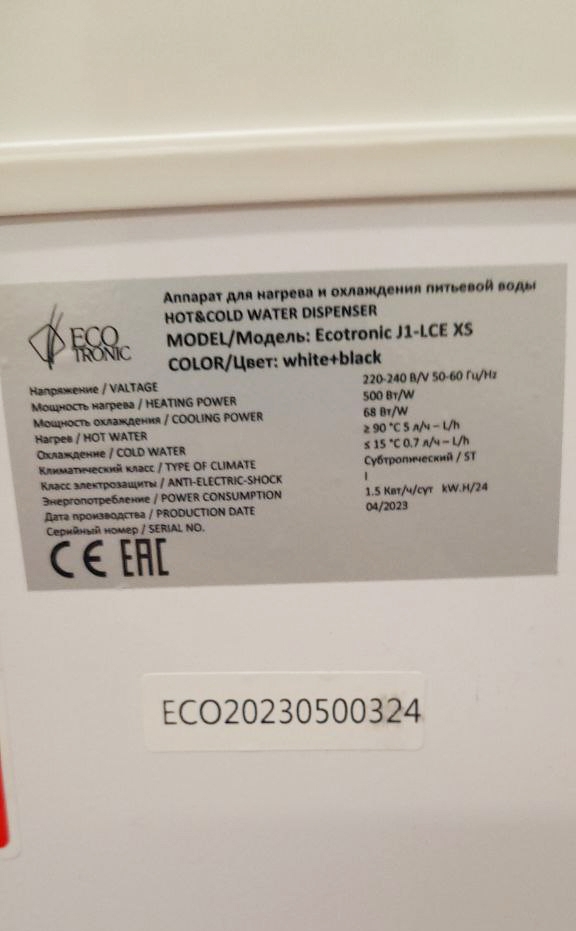 ECO
TRONIC
Аппарат для нагрева и охлаждения питьевой воды
HOT&COLD WATER DISPENSER
MODEL/Модель: Ecotronic J1-LCE XS
COLOR/Цвет: white+black
Напряжение / VALTAGE 220-240 В/V 50-60 Гц/Hz
Мощность нагрева / HEATING POWER 500 Вт/W
Мощность охлаждения / COOLING POWER 68 Вт/W
Нагрев / HOT WATER ≥ 90 °C 5 л/ч – L/h
Охлаждение / COLD WATER ≤ 15 °C 0.7 л/ч – L/h
Климатический класс / TYPE OF CLIMATE Субтропический / ST
Класс электрозащиты / ANTI-ELECTRIC-SHOCK I
Энергопотребление / POWER CONSUMPTION 1.5 Квт/ч/сут kW.H/24
Дата производства / PRODUCTION DATE 04/2023
Серийный номер / SERIAL NO.
CE EAC
ECO20230500324